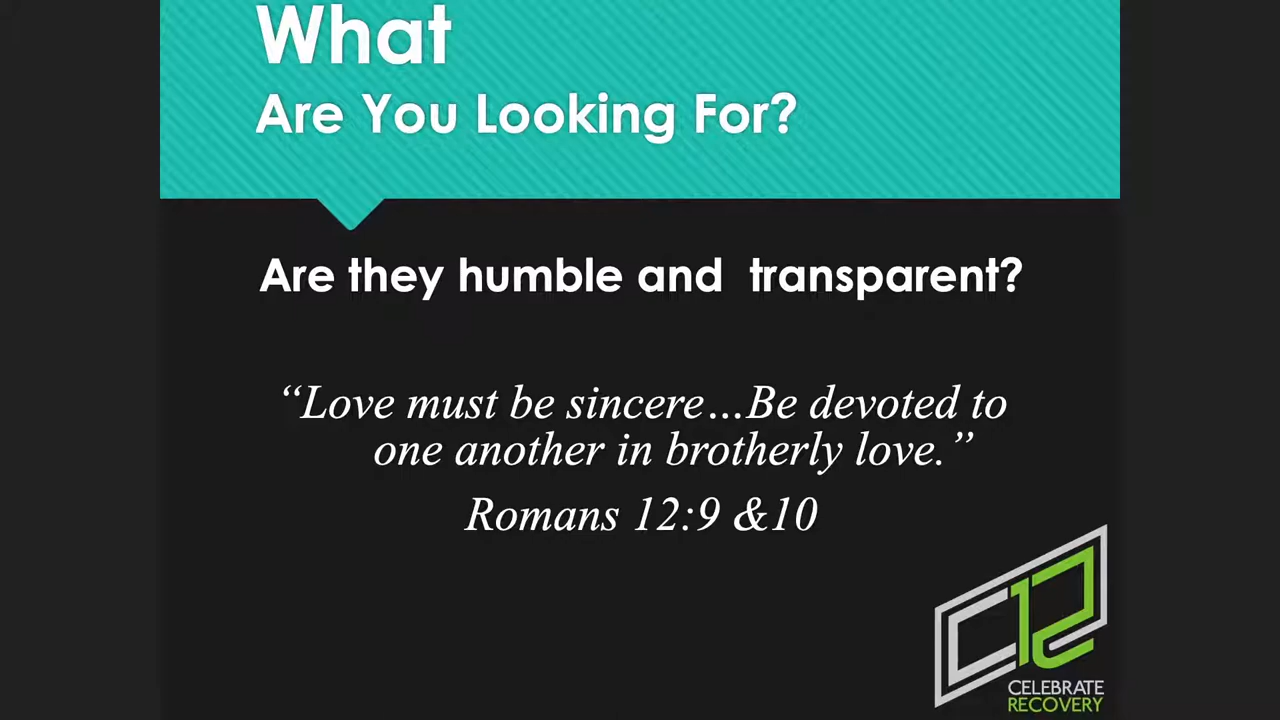 What
Are You Looking For?
Are they humble and transparent?
“Love must be sincere…Be devoted to
one another in brotherly love.”
Romans 12:9 &10
C12
CELEBRATE
RECOVERY